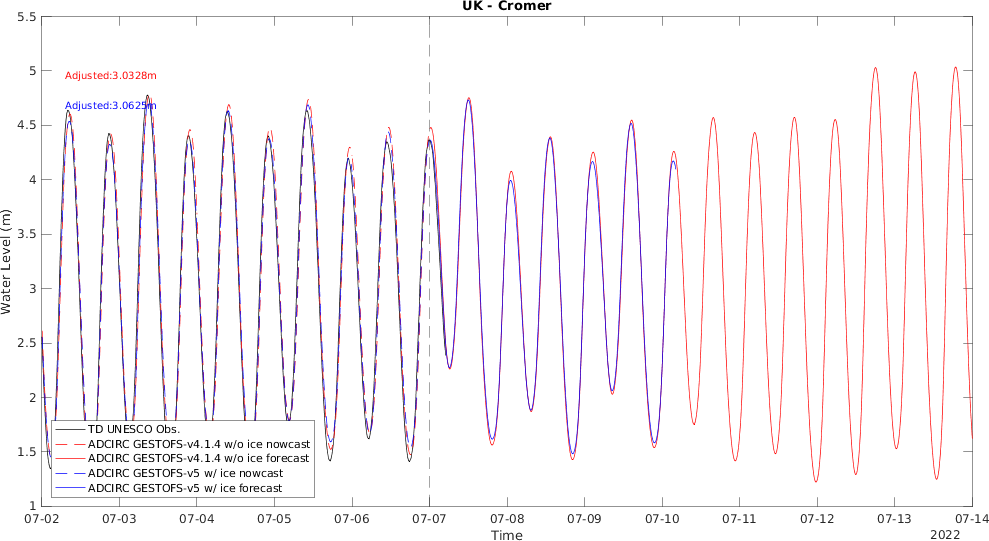 UK - Cromer
5.5
5
4.5
4
3.5
3
2.5
2
1.5
1
Water Level (m)
Adjusted:3.0328m
Adjusted:3.0625m
TD UNESCO Obs.
ADCIRC GESTOFS-v4.1.4 w/o ice nowcast
ADCIRC GESTOFS-v4.1.4 w/o ice forecast
ADCIRC GESTOFS-v5 w/ ice nowcast
ADCIRC GESTOFS-v5 w/ ice forecast
07-02 07-03 07-04 07-05 07-06 07-07 07-08 07-09 07-10 07-11 07-12 07-13 07-14
Time
2022